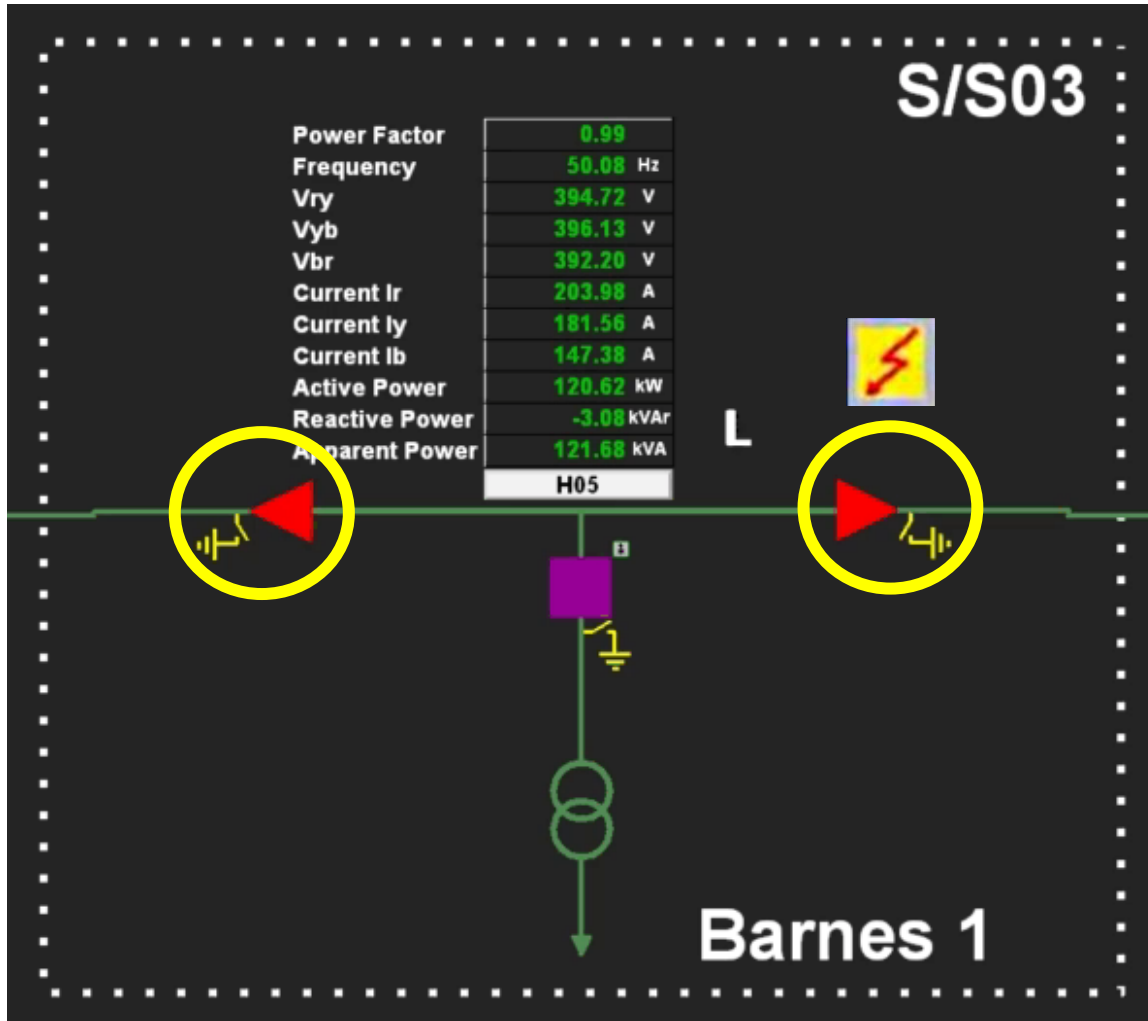 S/S03
Power Factor 0.99
Frequency 50.08 Hz
Vry 394.72 V
Vyb 396.13 V
Vbr 392.20 V
Current Ir 203.98 A
Current Iy 181.56 A
Current Ib 147.38 A
Active Power 120.62 kW
Reactive Power -3.08 kVAr
Apparent Power 121.68 kVA
L
H05
Barnes 1